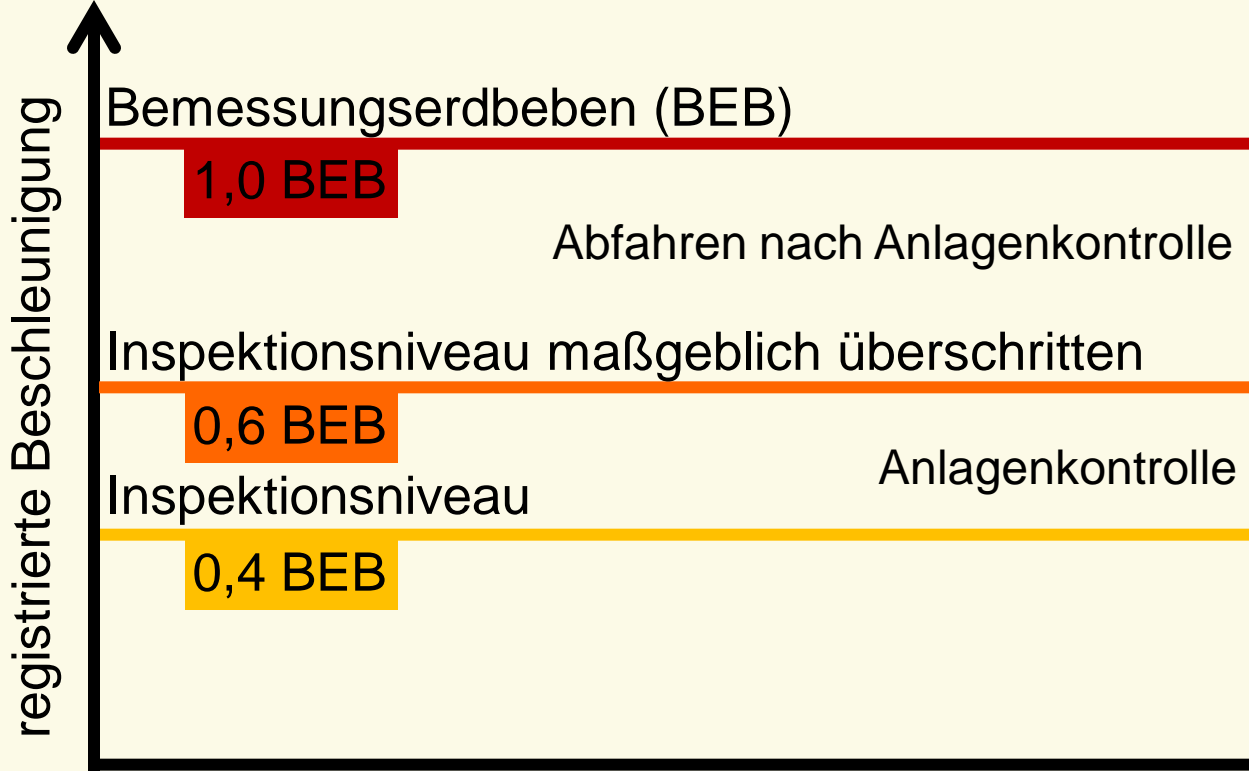 registrierte Beschleunigung
Bemessungserdbeben (BEB)
1,0 BEB
Abfahren nach Anlagenkontrolle
Inspektionsniveau maßgeblich überschritten
0,6 BEB
Anlagenkontrolle
Inspektionsniveau
0,4 BEB